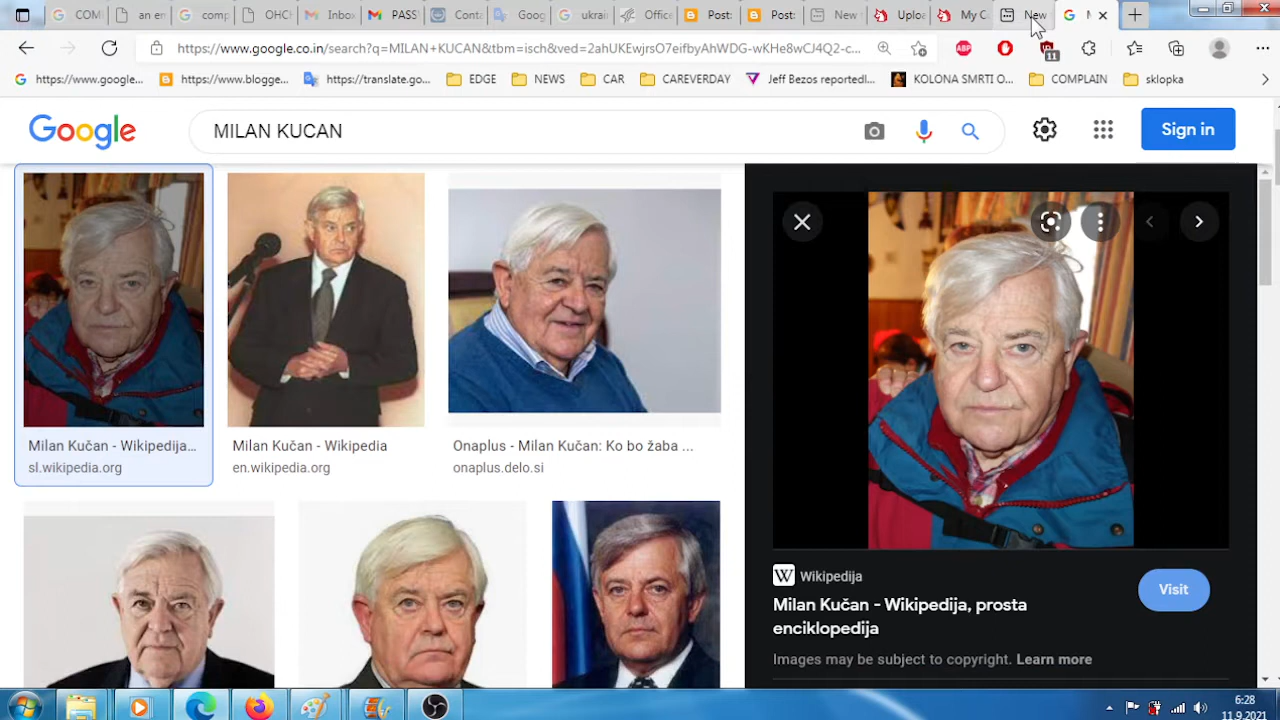 COM
an en
comp
OHC
Inbox
PASS
Cont
Goog
ukrai
Office
Post
Post:
New
Uploa
My C
New
https://www.google.co.in/search?q=MILAN+KUCAN&tbm=isch&ved=2ahUKEwjrsO7eifbyAhWDG-wKHe8wCJ4Q2-c...
ABP
11
https://www.google...
https://www.blogge...
https://translate.go...
EDGE
NEWS
CAR
CAREVERDAY
Jeff Bezos reportedl...
KOLONA SMRTI O...
COMPLAIN
sklopka
Google
MILAN KUCAN
Sign in
Milan Kučan - Wikipedija...
sl.wikipedia.org
Milan Kučan - Wikipedia
en.wikipedia.org
Onaplus - Milan Kučan: Ko bo žaba ...
onaplus.delo.si
W Wikipedija
Visit
Milan Kučan - Wikipedija, prosta
enciklopedija
Images may be subject to copyright. Learn more
6:28
11.9.2021